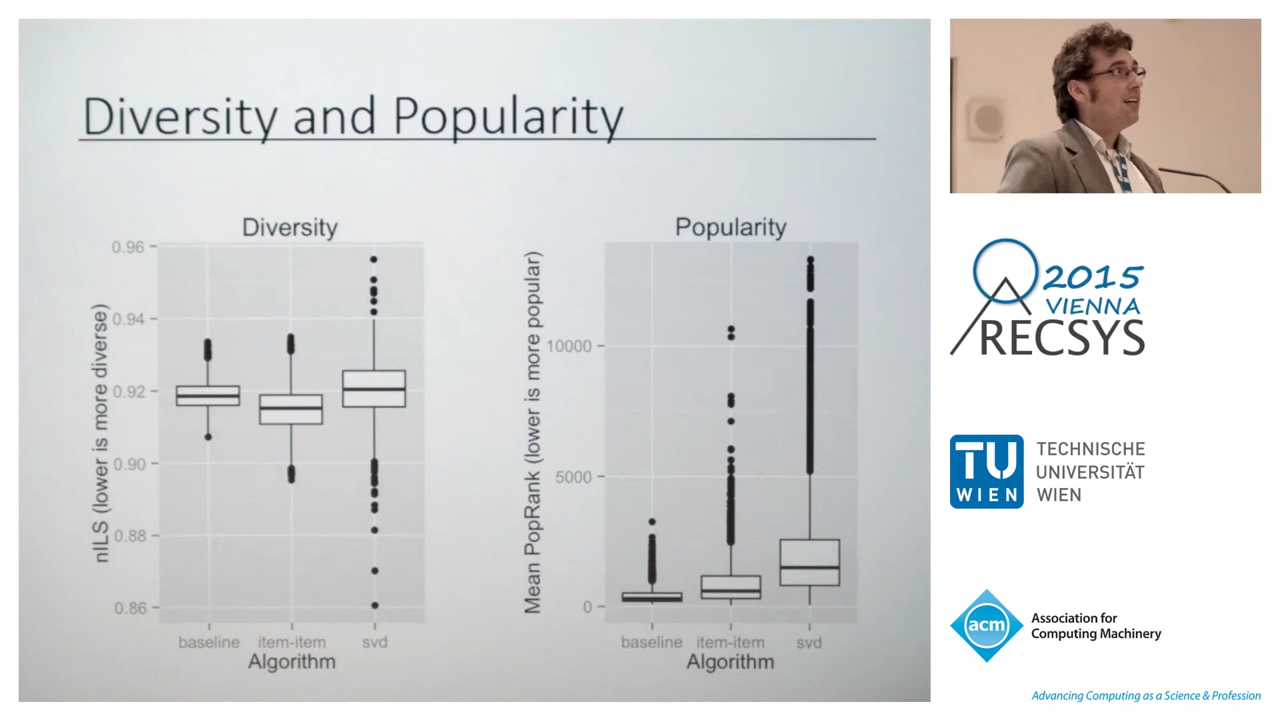 Diversity and Popularity
Diversity
nILS (lower is more diverse)
0.96
0.94
0.92
0.90
0.88
0.86
baseline
item-item
svd
Algorithm
Popularity
Mean PopRank (lower is more popular)
10000
5000
0
baseline
item-item
svd
Algorithm
2015
VIENNA
RECSYS
TU
WIEN
TECHNISCHE
UNIVERSITÄT
WIEN
acm
Association for
Computing Machinery
Advancing Computing as a Science & Profession